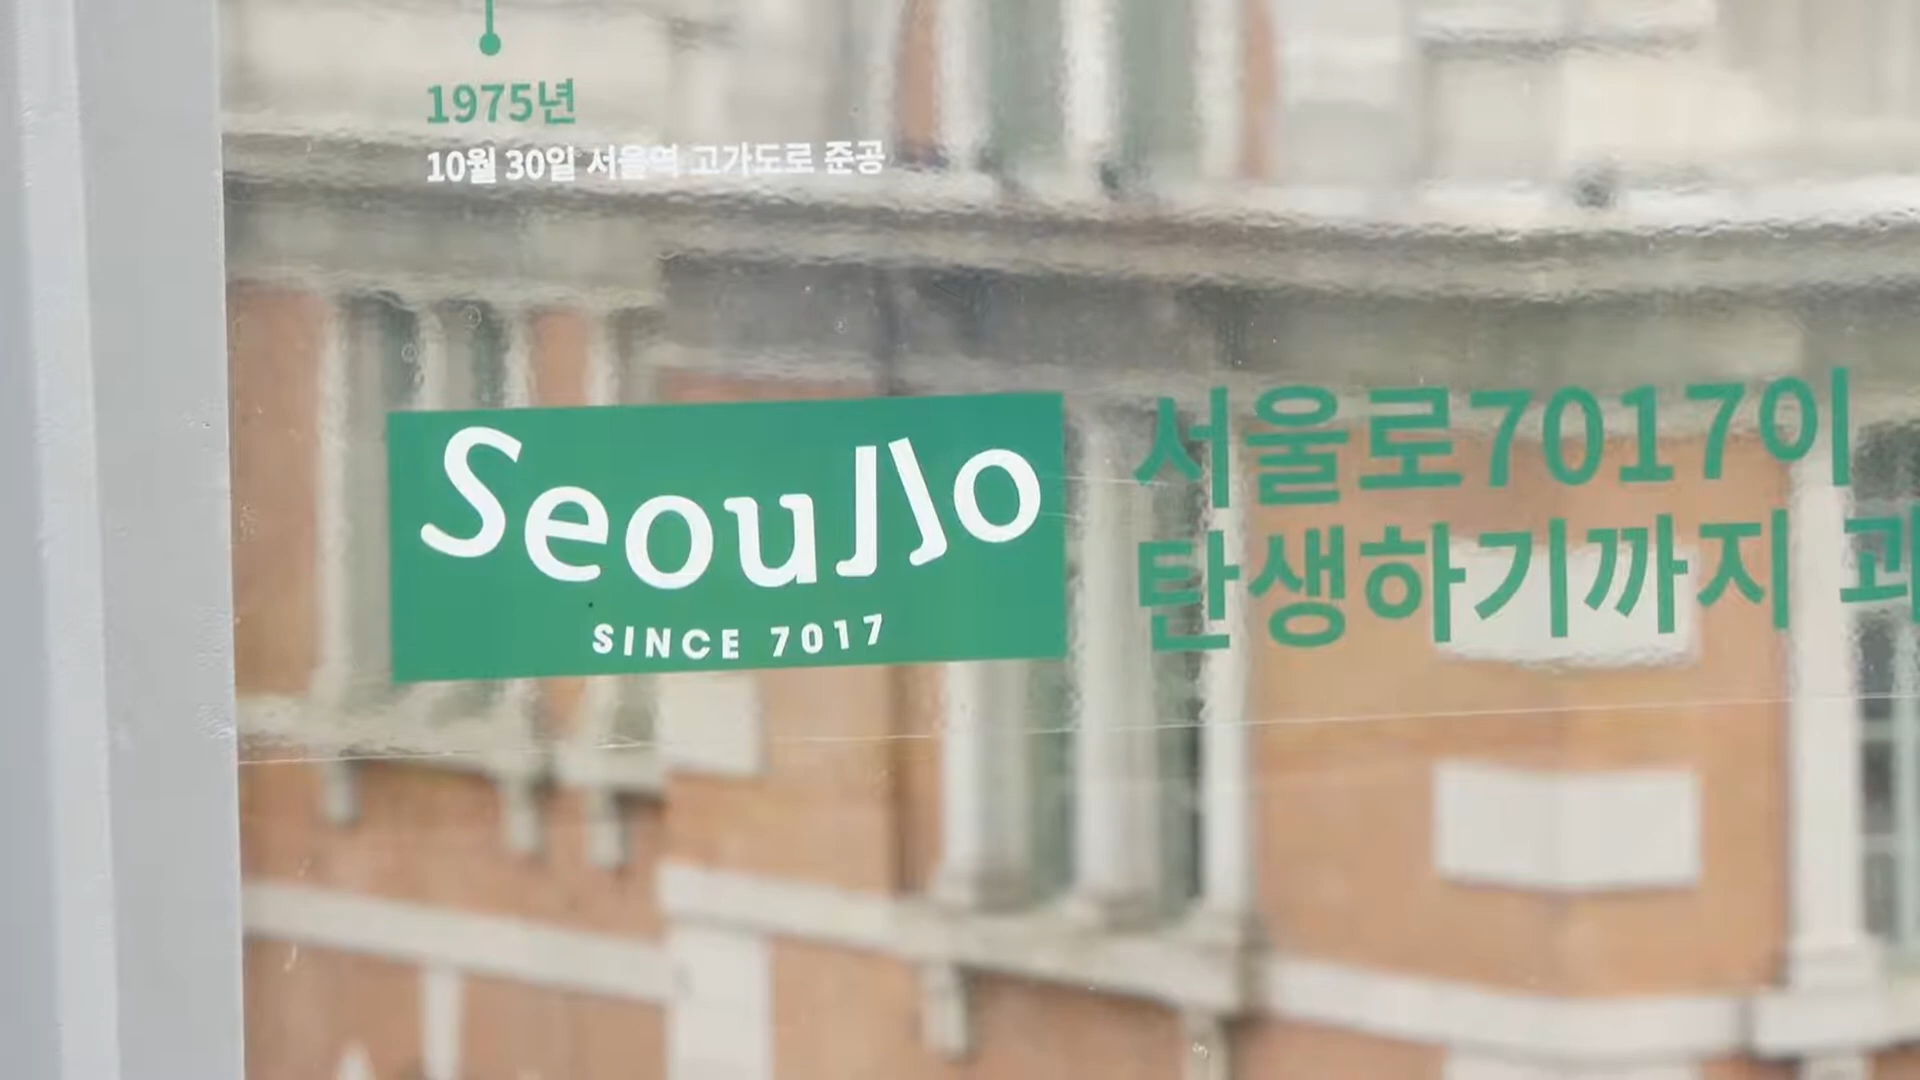 1975년
10월 30일 서울역 고가도로 준공
Seoullo
SINCE 7017
서울로7017이
탄생하기까지